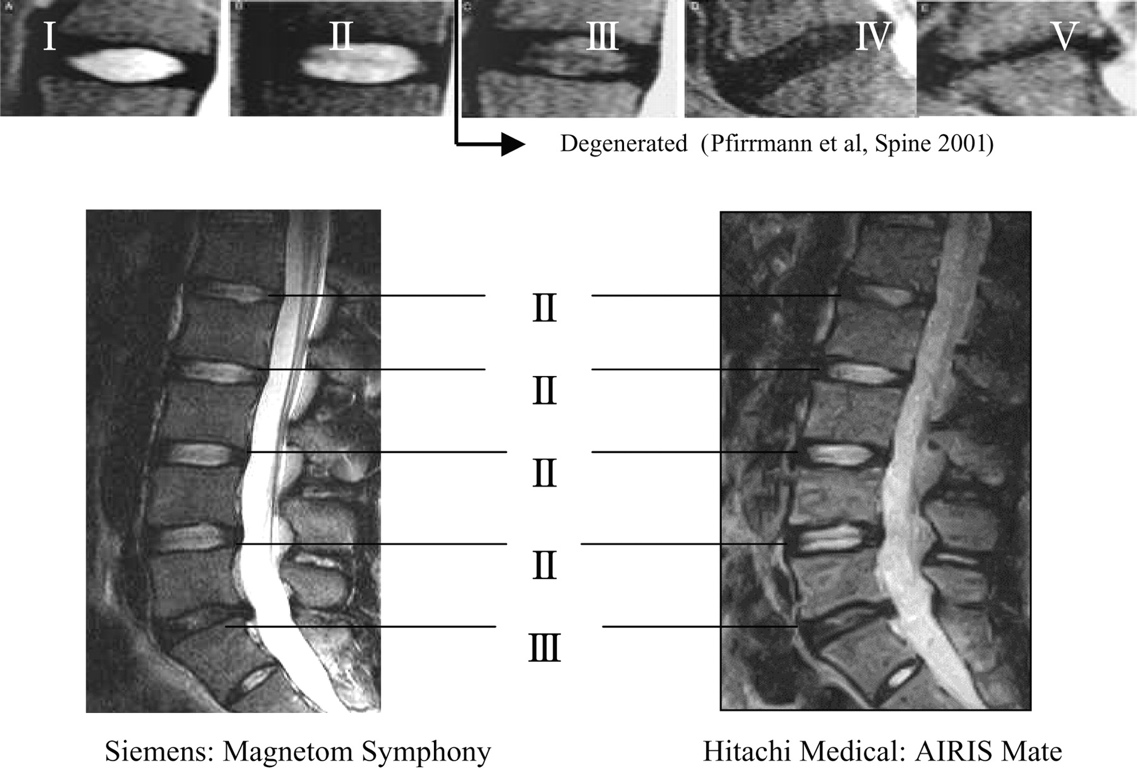 A B C D E
Ⅰ Ⅱ Ⅲ Ⅳ Ⅴ
Degenerated (Pfirrmann et al, Spine 2001)
Ⅱ
Ⅱ
Ⅱ
Ⅱ
Ⅲ
Siemens: Magnetom Symphony
Hitachi Medical: AIRIS Mate